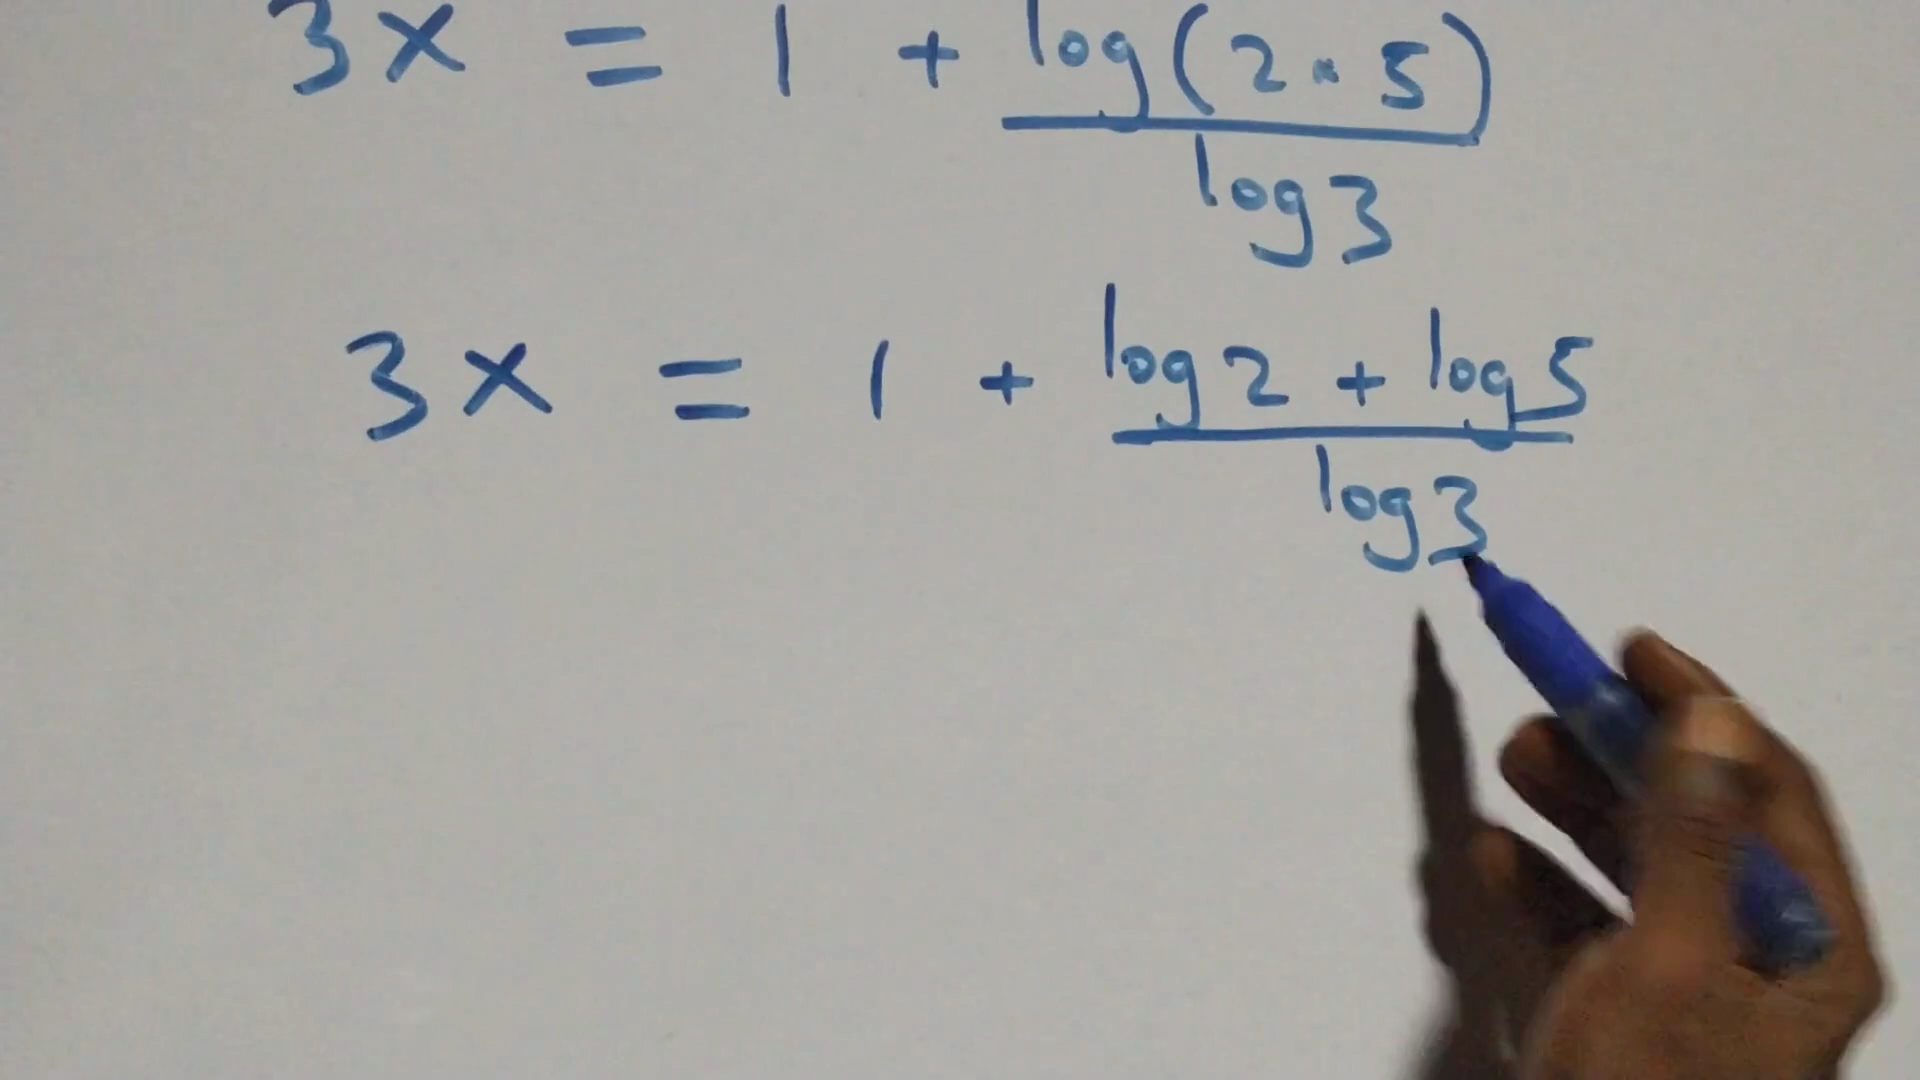 3x = 1 + log(2·5)
log3
3x = 1 + log2 + log5
log3